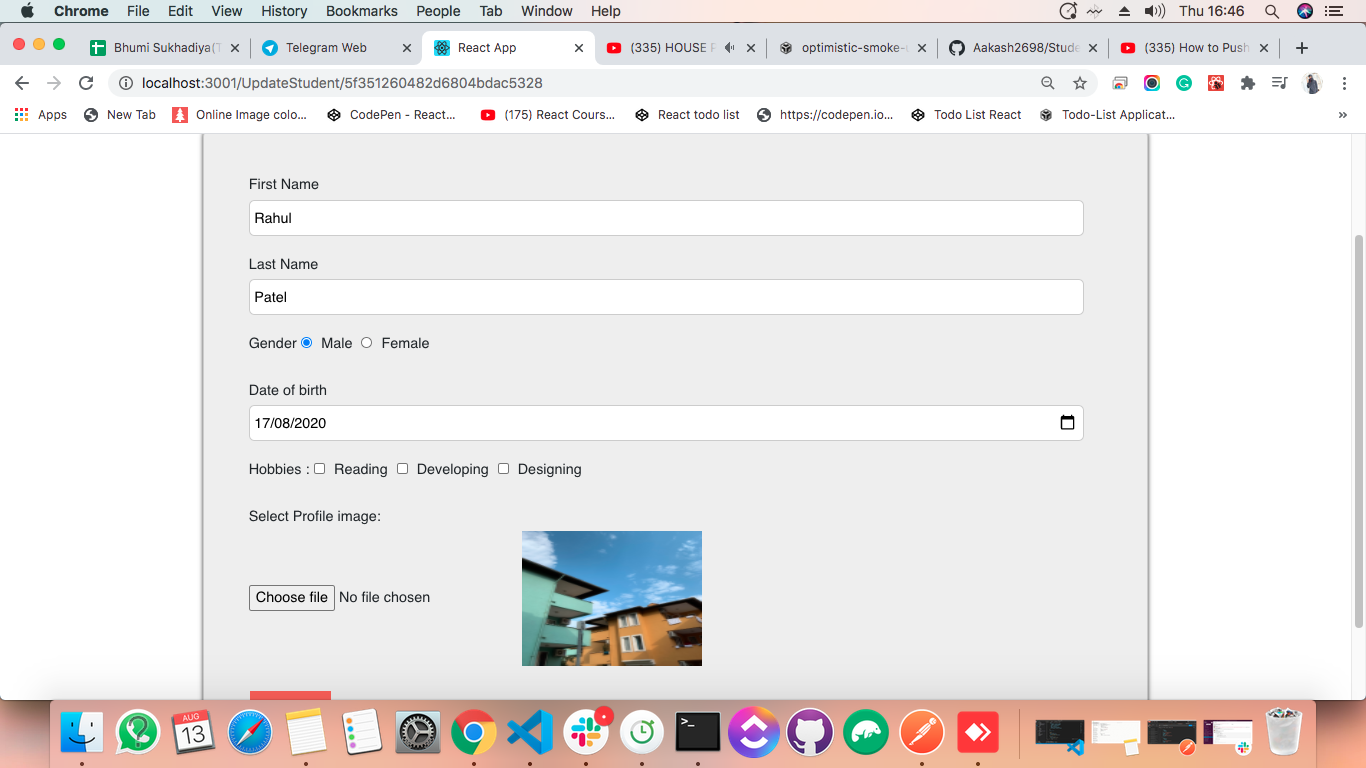 Chrome File Edit View History Bookmarks People Tab Window Help Thu 16:46
Bhumi Sukhadiya(T Telegram Web React App (335) HOUSE optimistic-smoke- Aakash2698/Stude (335) How to Push
localhost:3001/UpdateStudent/5f351260482d6804bdac5328
Apps New Tab Online Image colo... CodePen - React... (175) React Cours... React todo list https://codepen.io... Todo List React Todo-List Applicat... »
First Name
Rahul
Last Name
Patel
Gender Male Female
Date of birth
17/08/2020
Hobbies : Reading Developing Designing
Select Profile image:
Choose file No file chosen
AUG
13